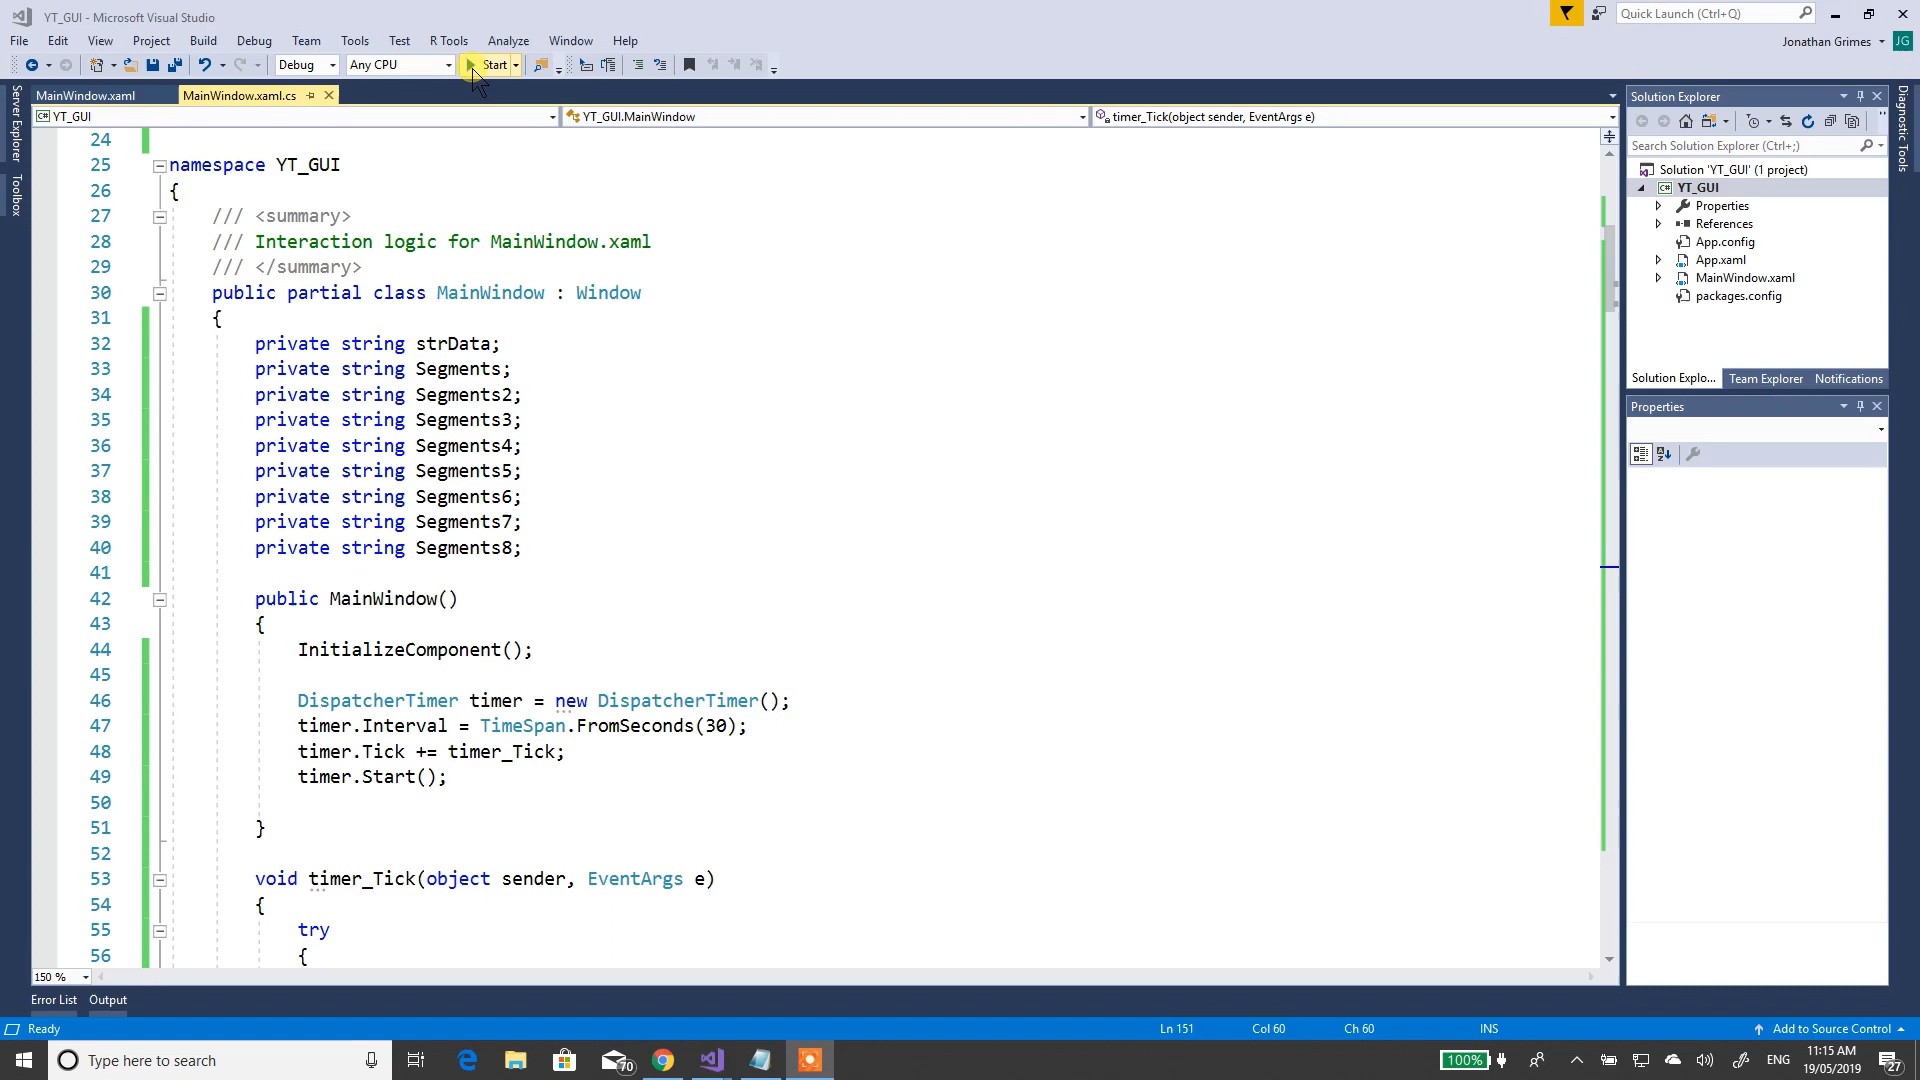 YT_GUI - Microsoft Visual Studio
Quick Launch (Ctrl+Q)
File Edit View Project Build Debug Team Tools Test R Tools Analyze Window Help
Jonathan Grimes JG
Debug Any CPU Start
Server Explorer
Toolbox
MainWindow.xaml MainWindow.xaml.cs
YT_GUI YT_GUI.MainWindow timer_Tick(object sender, EventArgs e)
24
25 namespace YT_GUI
26 {
27 /// <summary>
28 /// Interaction logic for MainWindow.xaml
29 /// </summary>
30 public partial class MainWindow : Window
31 {
32 private string strData;
33 private string Segments;
34 private string Segments2;
35 private string Segments3;
36 private string Segments4;
37 private string Segments5;
38 private string Segments6;
39 private string Segments7;
40 private string Segments8;
41
42 public MainWindow()
43 {
44 InitializeComponent();
45
46 DispatcherTimer timer = new DispatcherTimer();
47 timer.Interval = TimeSpan.FromSeconds(30);
48 timer.Tick += timer_Tick;
49 timer.Start();
50
51 }
52
53 void timer_Tick(object sender, EventArgs e)
54 {
55 try
56 {
150 %
Solution Explorer
Search Solution Explorer (Ctrl+;)
Solution 'YT_GUI' (1 project)
YT_GUI
Properties
References
App.config
App.xaml
MainWindow.xaml
packages.config
Solution Explo... Team Explorer Notifications
Properties
Diagnostic Tools
Error List Output
Ready Ln 151 Col 60 Ch 60 INS Add to Source Control
Type here to search
70
100%
ENG
11:15 AM
19/05/2019
27